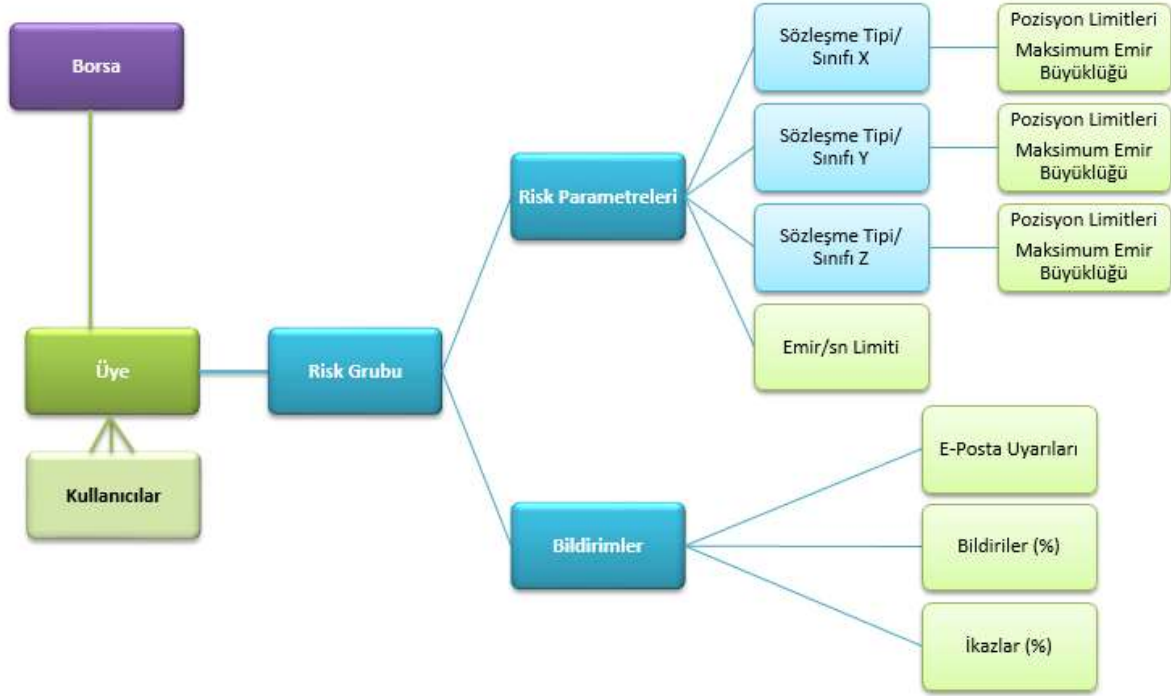 Borsa
Üye
Kullanıcılar
Risk Grubu
Risk Parametreleri
Sözleşme Tipi/
Sınıfı X
Pozisyon Limitleri
Maksimum Emir
Büyüklüğü
Sözleşme Tipi/
Sınıfı Y
Pozisyon Limitleri
Maksimum Emir
Büyüklüğü
Sözleşme Tipi/
Sınıfı Z
Pozisyon Limitleri
Maksimum Emir
Büyüklüğü
Emir/sn Limiti
Bildirimler
E-Posta Uyarıları
Bildiriler (%)
İkazlar (%)